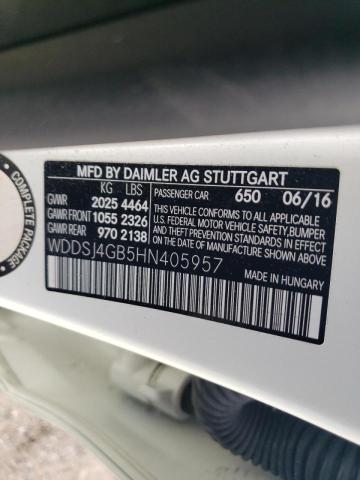 MFD BY DAIMLER AG STUTTGART
KG LBS
PASSENGER CAR 650 06/16
GVWR 2025 4464
GAWR FRONT 1055 2326
GAWR REAR 970 2138
THIS VEHICLE CONFORMS TO ALL APPLICABLE
U.S. FEDERAL MOTOR VEHICLE SAFETY,BUMPER
AND THEFT PREVENTION STANDARDS IN EFFECT
ON THE DATE OF MANUFACTURE SHOWN ABOVE.
WDDSJ4GB5HN405957
MADE IN HUNGARY
COMPLETE PACKAGE